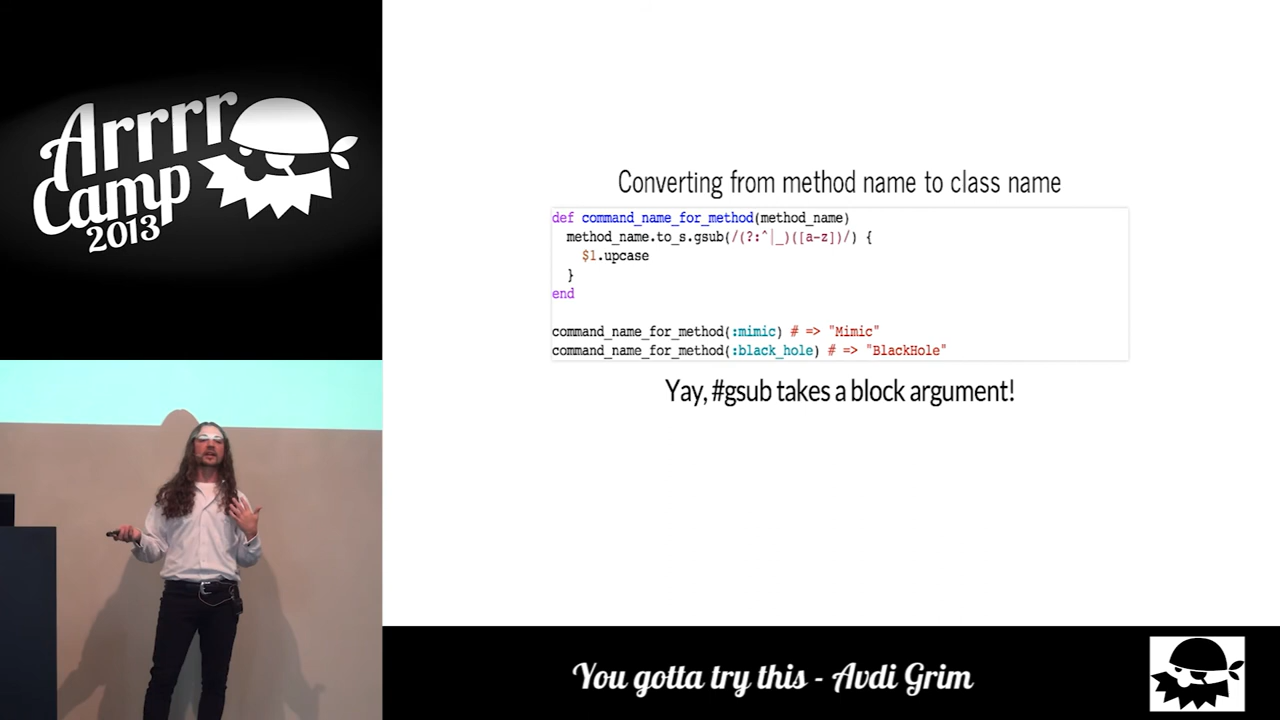 Arrrr
Camp
2013
Converting from method name to class name
def command_name_for_method(method_name)
  method_name.to_s.gsub(/(?:^|_)([a-z])/) {
    $1.upcase
  }
end
command_name_for_method(:mimic) # => "Mimic"
command_name_for_method(:black_hole) # => "BlackHole"
Yay, #gsub takes a block argument!
You gotta try this - Avdi Grim